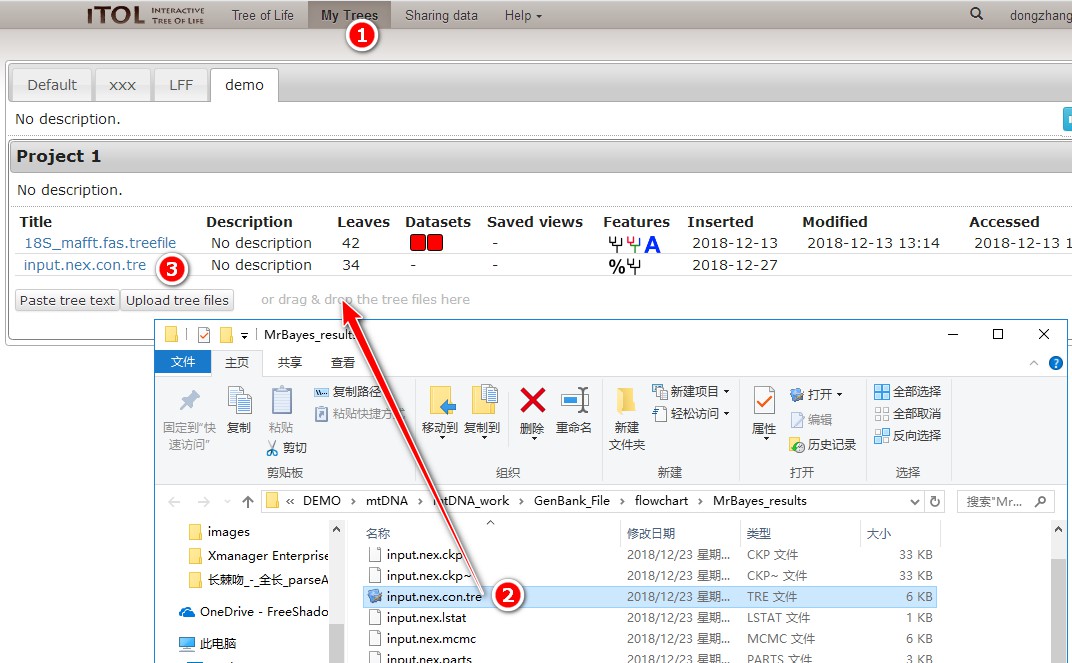 iTOL INTERACTIVE TREE OF LIFE Tree of Life My Trees Sharing data Help dongzhang
1
Default xxx LFF demo
No description.
Project 1
No description.
Title Description Leaves Datasets Saved views Features Inserted Modified Accessed
18S_mafft.fas.treefile No description 42 - A 2018-12-13 2018-12-13 13:14 2018-12-13 1
input.nex.con.tre 3 No description 34 - - % 2018-12-27
Paste tree text Upload tree files or drag & drop the tree files here
MrBayes_results
文件 主页 共享 查看
固定到“快速访问” 复制 粘贴 复制路径 粘贴快捷方式 剪切 移动到 复制到 删除 重命名 新建文件夹 新建项目 轻松访问 属性 打开 编辑 历史记录 全部选择 全部取消 反向选择
剪贴板 组织 新建 打开 选择
« DEMO › mtDNA › mtDNA_work › GenBank_File › flowchart › MrBayes_results 搜索"Mr...
名称 修改日期 类型 大小
images
Xmanager Enterprise
长棘吻_-_全长_parseA
OneDrive - FreeShado
此电脑
input.nex.ckp 2018/12/23 星期... CKP 文件 33 KB
input.nex.ckp~ 2018/12/23 星期... CKP~ 文件 33 KB
input.nex.con.tre 2 2018/12/23 星期... TRE 文件 6 KB
input.nex.lstat 2018/12/23 星期... LSTAT 文件 1 KB
input.nex.mcmc 2018/12/23 星期... MCMC 文件 6 KB
input.nex.parts 2018/12/23 星期... PARTS 文件 3 KB